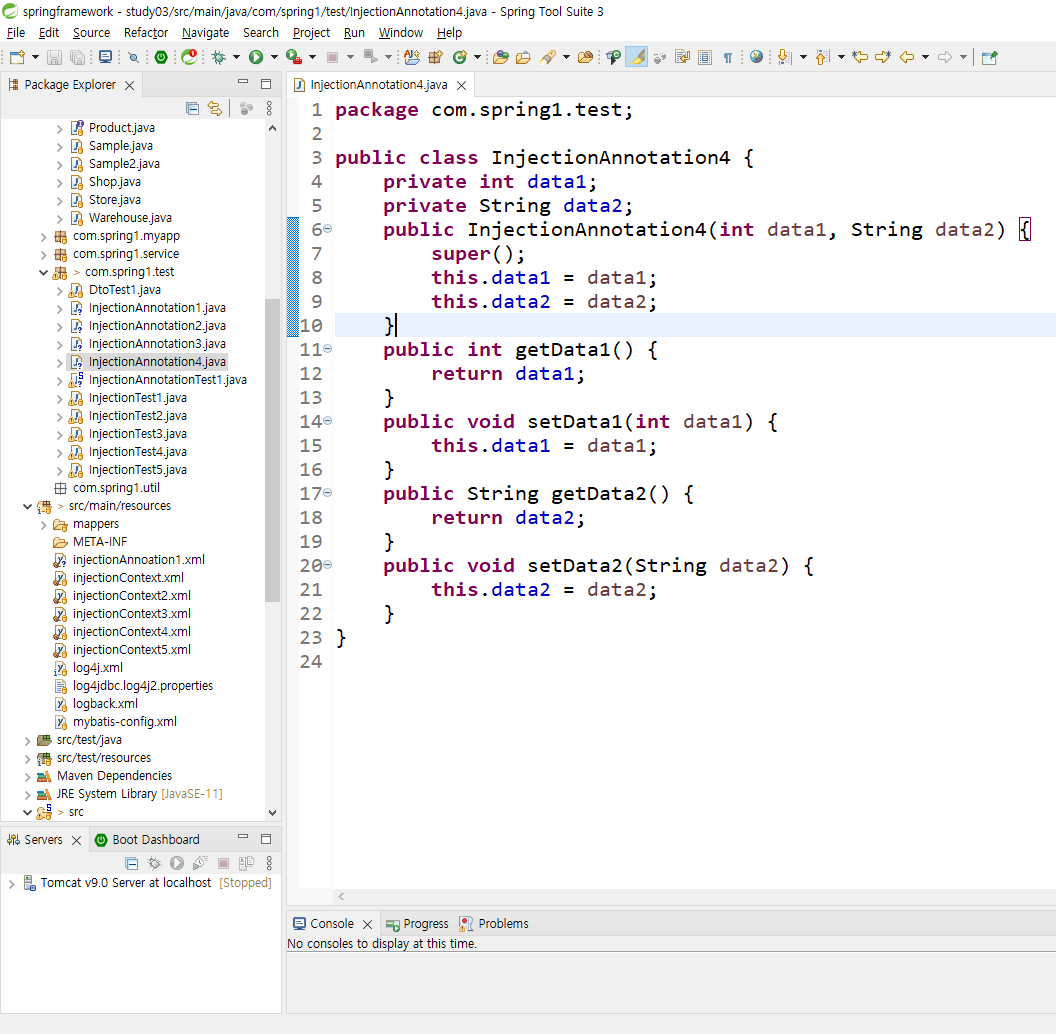 springframework - study03/src/main/java/com/spring1/test/InjectionAnnotation4.java - Spring Tool Suite 3
File Edit Source Refactor Navigate Search Project Run Window Help
Package Explorer
Product.java
Sample.java
Sample2.java
Shop.java
Store.java
Warehouse.java
com.spring1.myapp
com.spring1.service
> com.spring1.test
DtoTest1.java
InjectionAnnotation1.java
InjectionAnnotation2.java
InjectionAnnotation3.java
InjectionAnnotation4.java
InjectionAnnotationTest1.java
InjectionTest1.java
InjectionTest2.java
InjectionTest3.java
InjectionTest4.java
InjectionTest5.java
com.spring1.util
> src/main/resources
mappers
META-INF
injectionAnnoation1.xml
injectionContext.xml
injectionContext2.xml
injectionContext3.xml
injectionContext4.xml
injectionContext5.xml
log4j.xml
log4jdbc.log4j2.properties
logback.xml
mybatis-config.xml
src/test/java
src/test/resources
Maven Dependencies
JRE System Library [JavaSE-11]
> src
Servers Boot Dashboard
Tomcat v9.0 Server at localhost [Stopped]
InjectionAnnotation4.java
1 package com.spring1.test;
2
3 public class InjectionAnnotation4 {
4 private int data1;
5 private String data2;
6 public InjectionAnnotation4(int data1, String data2) {
7 super();
8 this.data1 = data1;
9 this.data2 = data2;
10 }
11 public int getData1() {
12 return data1;
13 }
14 public void setData1(int data1) {
15 this.data1 = data1;
16 }
17 public String getData2() {
18 return data2;
19 }
20 public void setData2(String data2) {
21 this.data2 = data2;
22 }
23 }
24
Console Progress Problems
No consoles to display at this time.